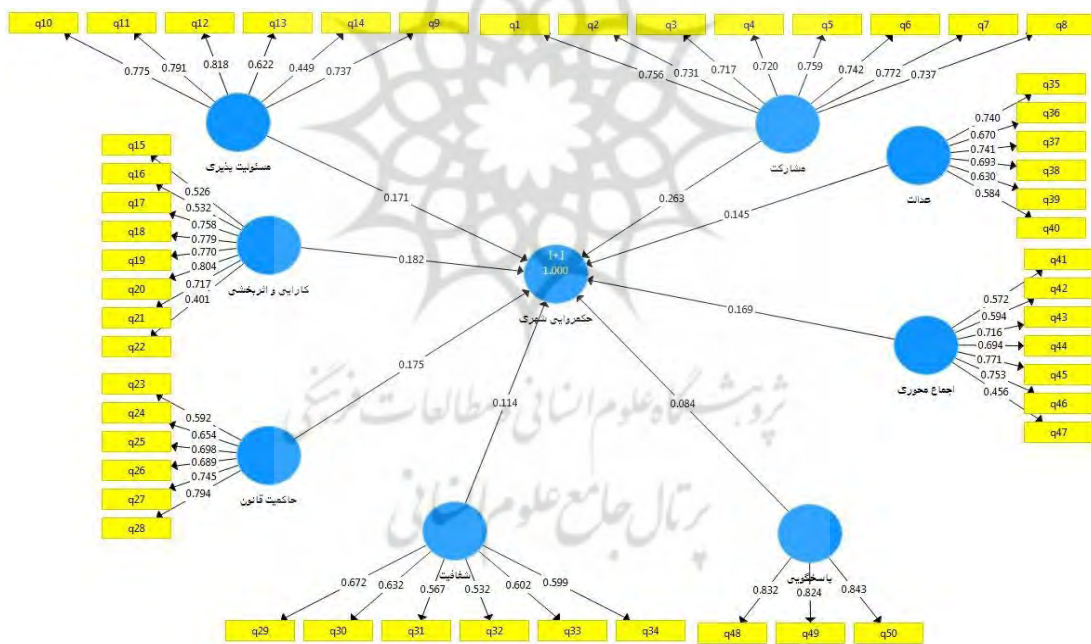 q10 q11 q12 q13 q14 q9 q1 q2 q3 q4 q5 q6 q7 q8
0.775 0.791 0.818 0.622 0.449 0.737
0.756 0.731 0.717 0.720 0.759 0.742 0.772 0.737
مسئولیت پذیری
مشارکت
q35
q36
q37
q38
q39
q40
0.740
0.670
0.741
0.693
0.630
0.584
عدالت
q15
q16
q17
q18
q19
q20
q21
q22
0.526
0.532
0.758
0.779
0.770
0.804
0.717
0.401
کارایی و اثربخشی
0.171
0.263
0.145
0.182
[+]
1.000
حکمروایی شهری
0.169
0.175
0.114
0.084
q41
q42
q43
q44
q45
q46
q47
0.572
0.594
0.716
0.694
0.771
0.753
0.456
اجماع محوری
q23
q24
q25
q26
q27
q28
0.592
0.654
0.698
0.689
0.745
0.794
حاکمیت قانون
پژوهشگاه علوم انسانی و مطالعات فرهنگی
پرتال جامع علوم انسانی
شفافیت
پاسخگویی
0.672 0.632 0.567 0.532 0.602 0.599
0.832 0.824 0.843
q29 q30 q31 q32 q33 q34 q48 q49 q50